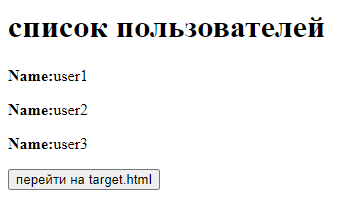 список пользователей
Name:user1
Name:user2
Name:user3
перейти на target.html